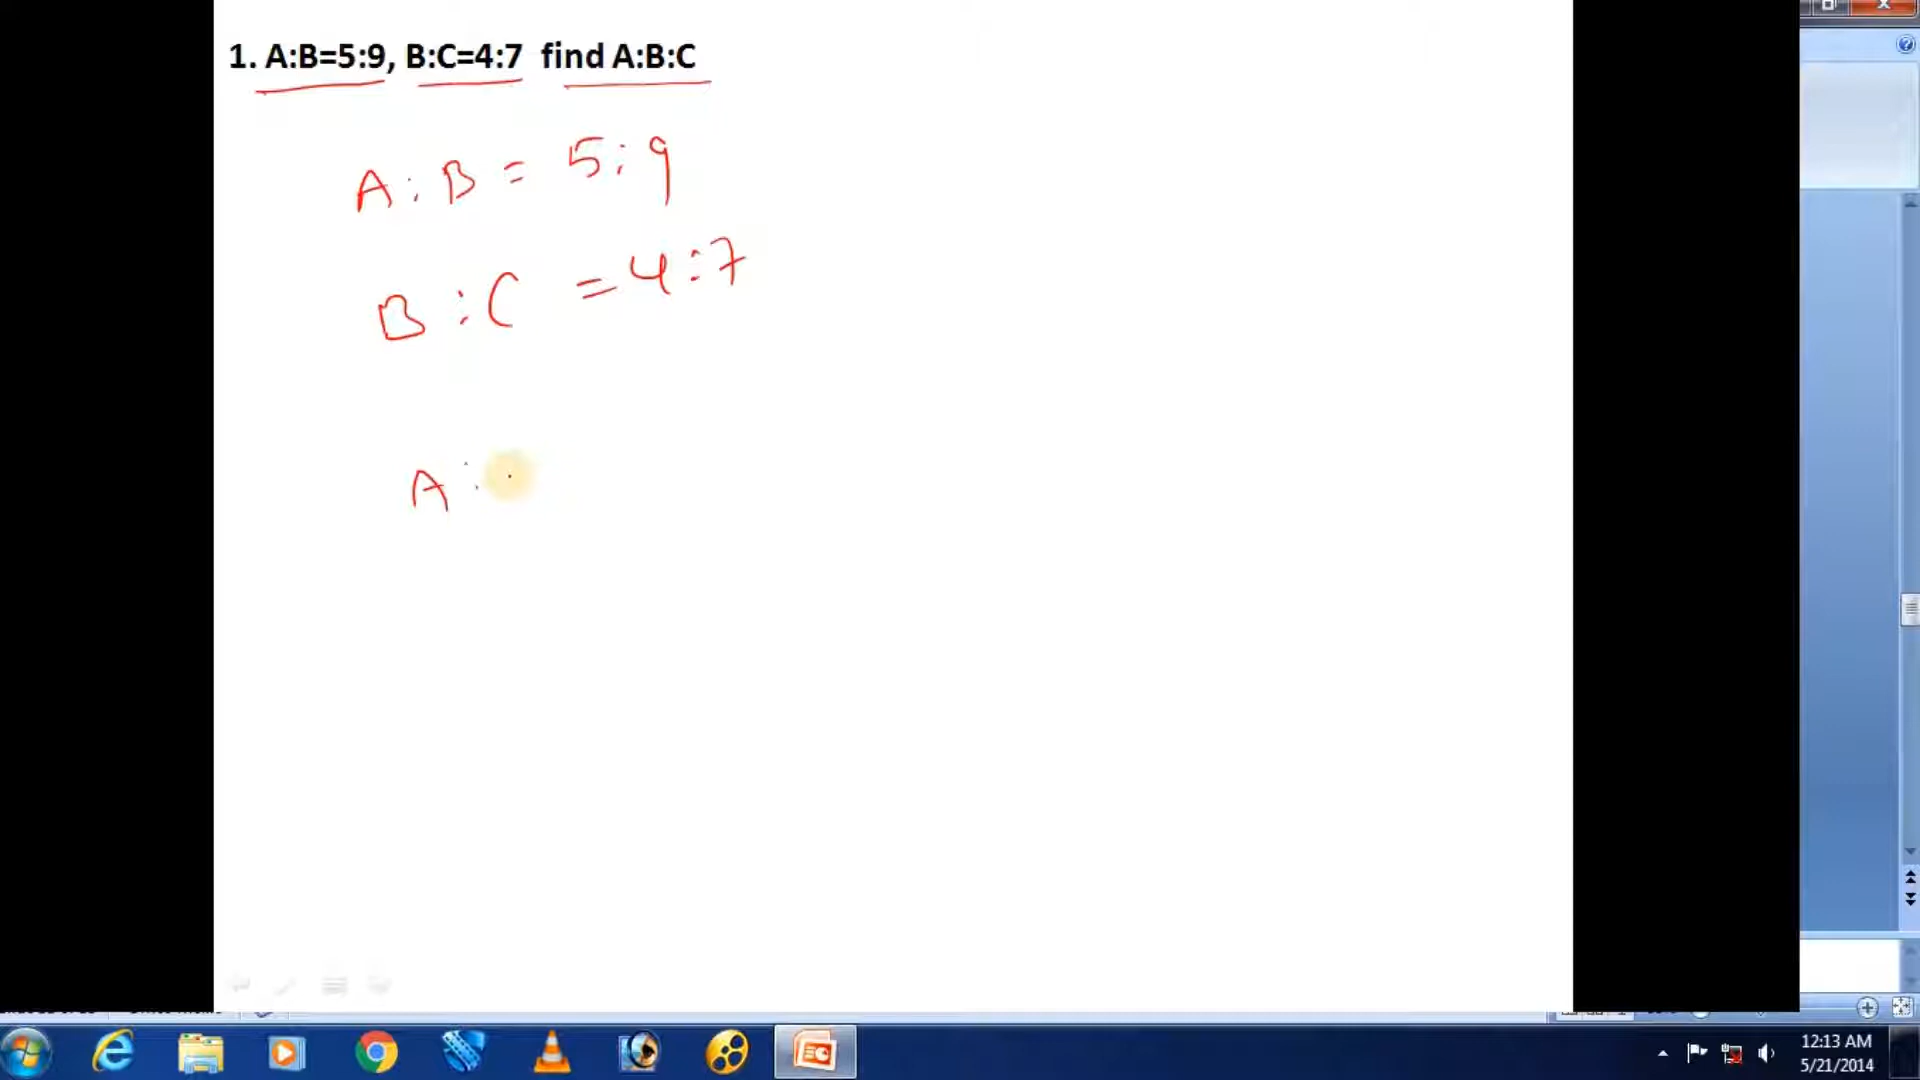 1. A:B=5:9, B:C=4:7 find A:B:C
A : B = 5 : 9
B : C = 4 : 7
A :
12:13 AM
5/21/2014